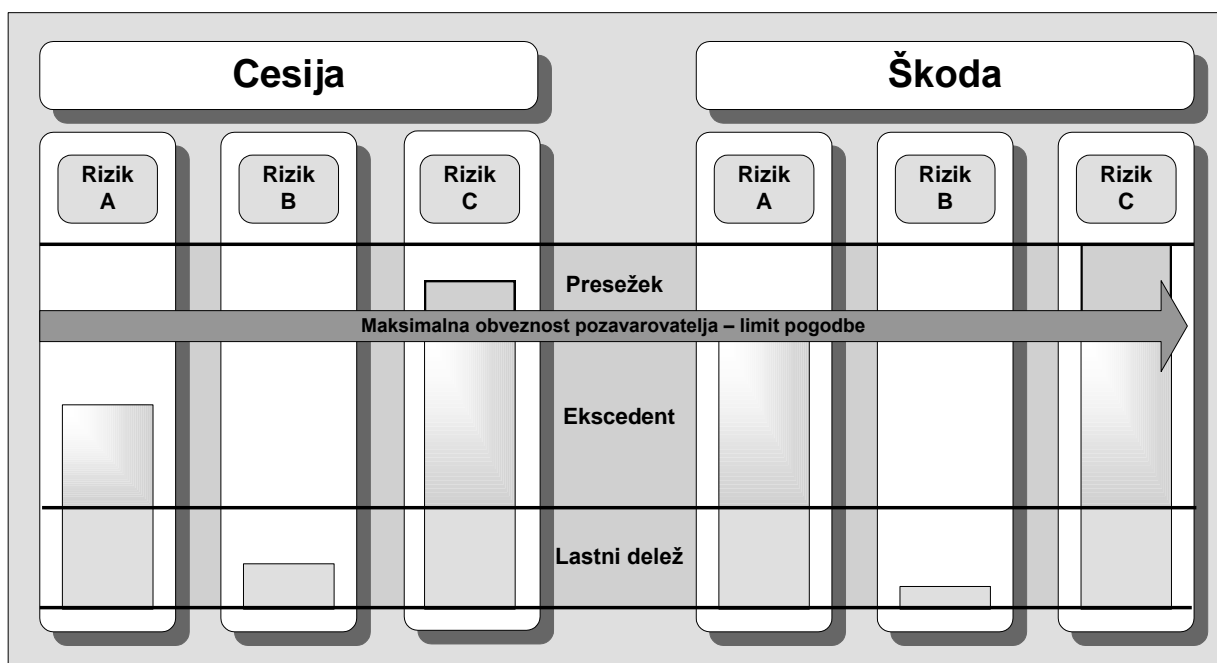 Cesija
Škoda
Rizik
A
Rizik
B
Rizik
C
Rizik
A
Rizik
B
Rizik
C
Presežek
Maksimalna obveznost pozavarovatelja – limit pogodbe
Ekscedent
Lastni delež